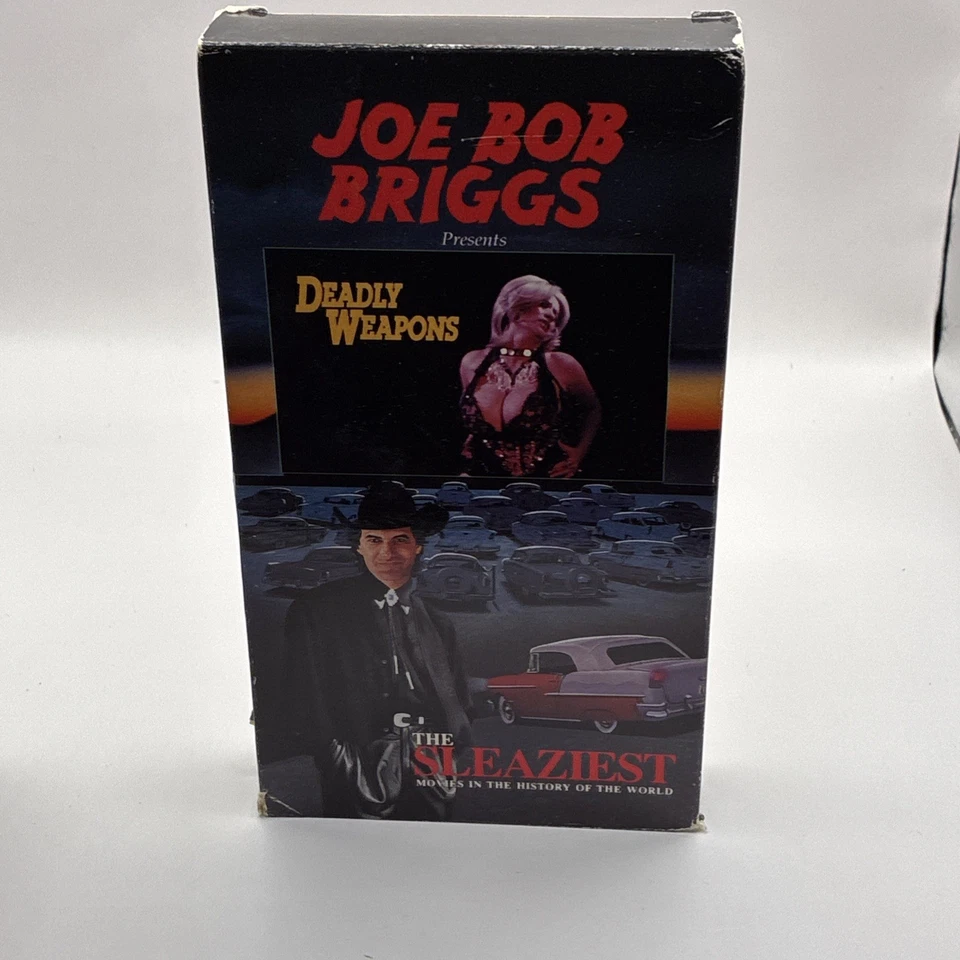 JOE BOB
BRIGGS
Presents
DEADLY
WEAPONS
THE
SLEAZIEST
MOVIES IN THE HISTORY OF THE WORLD